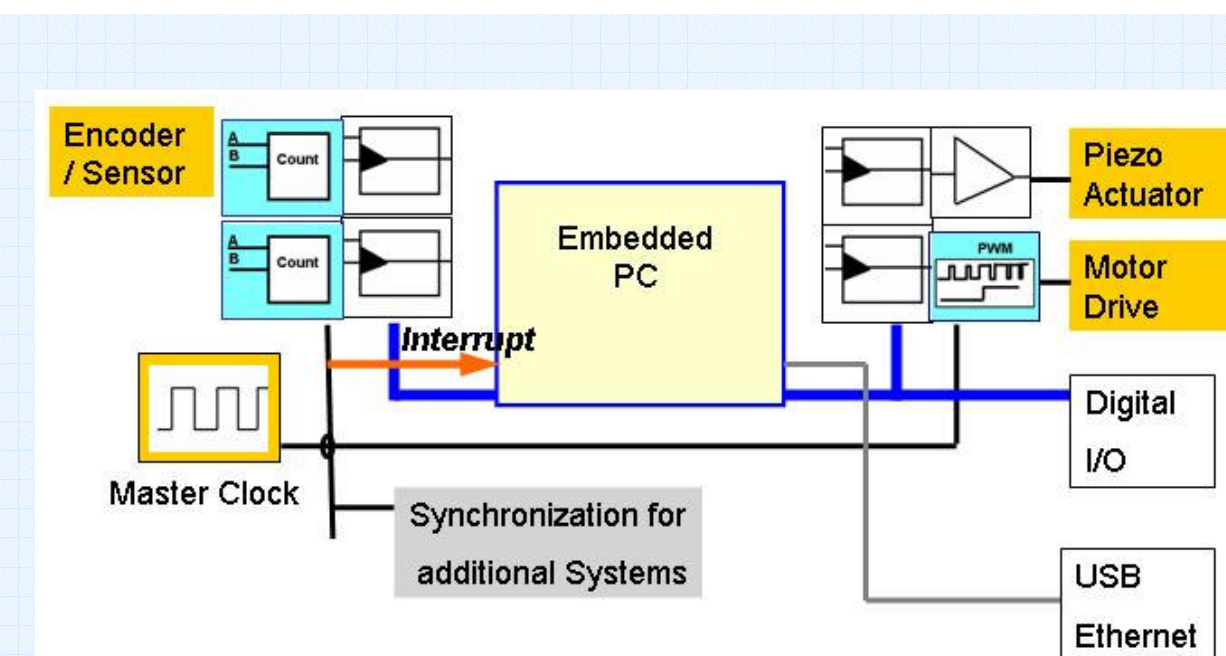 Encoder
/ Sensor
A
B
Count
A
B
Count
Embedded
PC
PWM
Piezo
Actuator
Motor
Drive
Interrupt
Master Clock
Synchronization for
additional Systems
Digital
I/O
USB
Ethernet